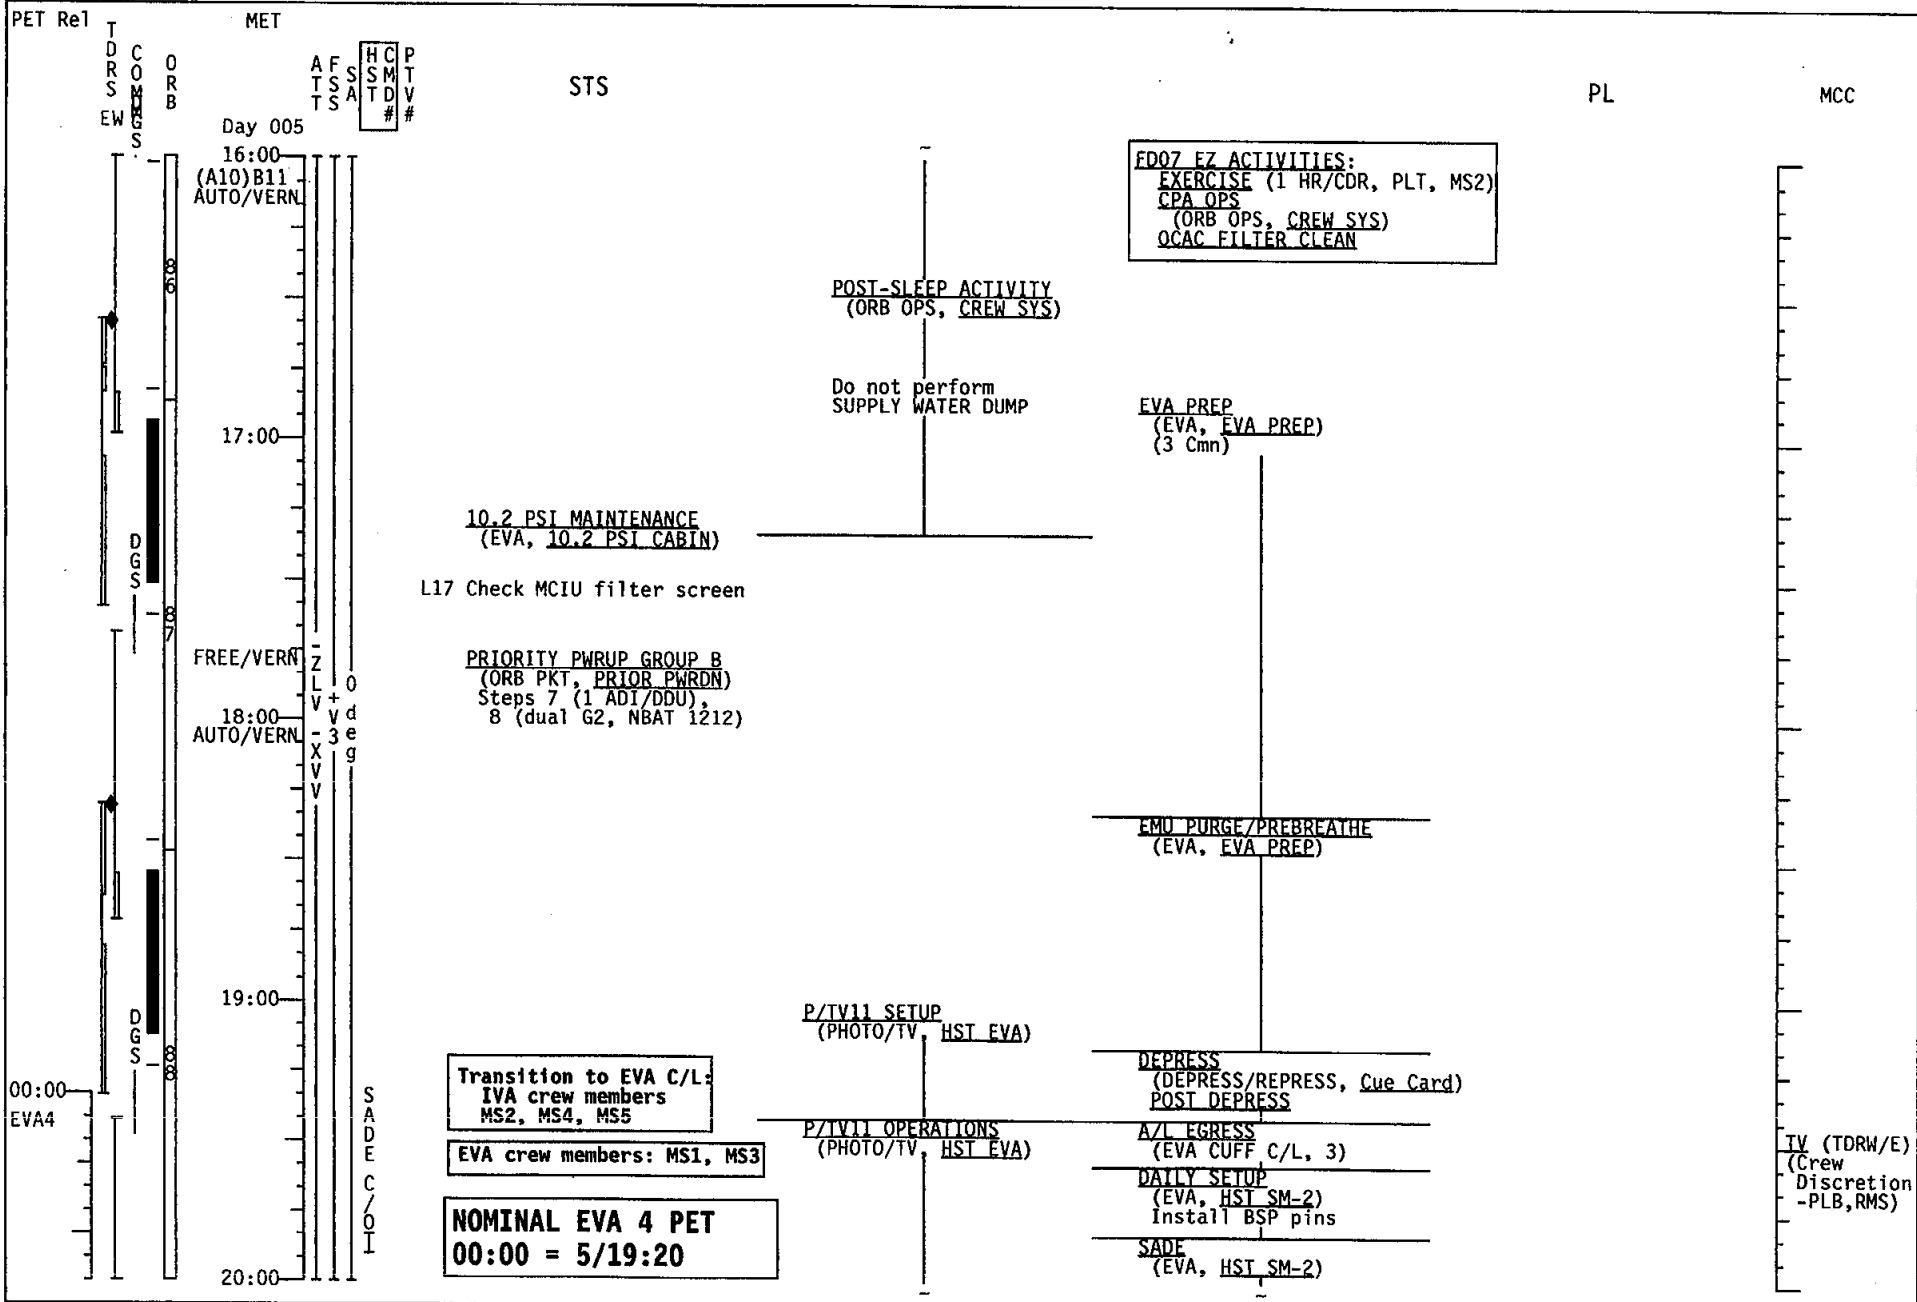 PET Rel
TDRS
EW
COMM
DGS
ORB
MET
ATT
FSS
SA
HST
CMD
#
PTV
#
STS
PL
MCC
Day 005
16:00
(A10)B11
AUTO/VERN
FD07 EZ ACTIVITIES:
EXERCISE (1 HR/CDR, PLT, MS2)
CPA OPS
(ORB OPS, CREW SYS)
OCAC FILTER CLEAN
86
POST-SLEEP ACTIVITY
(ORB OPS, CREW SYS)
Do not perform
SUPPLY WATER DUMP
EVA PREP
(EVA, EVA PREP)
(3 Cmn)
17:00
10.2 PSI MAINTENANCE
(EVA, 10.2 PSI CABIN)
DGS
L17 Check MCIU filter screen
87
FREE/VERN
-ZLV
-XVV
+V3
0 deg
PRIORITY PWRUP GROUP B
(ORB PKT, PRIOR PWRDN)
Steps 7 (1 ADI/DDU),
8 (dual G2, NBAT 1212)
18:00
AUTO/VERN
EMU PURGE/PREBREATHE
(EVA, EVA PREP)
19:00
DGS
88
P/TV11 SETUP
(PHOTO/TV, HST EVA)
DEPRESS
(DEPRESS/REPRESS, Cue Card)
POST DEPRESS
00:00
EVA4
SADE C/OI
Transition to EVA C/L:
IVA crew members
MS2, MS4, MS5
P/TV11 OPERATIONS
(PHOTO/TV, HST EVA)
A/L EGRESS
(EVA CUFF C/L, 3)
EVA crew members: MS1, MS3
TV (TDRW/E)
(Crew
Discretion
-PLB,RMS)
DAILY SETUP
(EVA, HST SM-2)
Install BSP pins
NOMINAL EVA 4 PET
00:00 = 5/19:20
SADE
(EVA, HST SM-2)
20:00